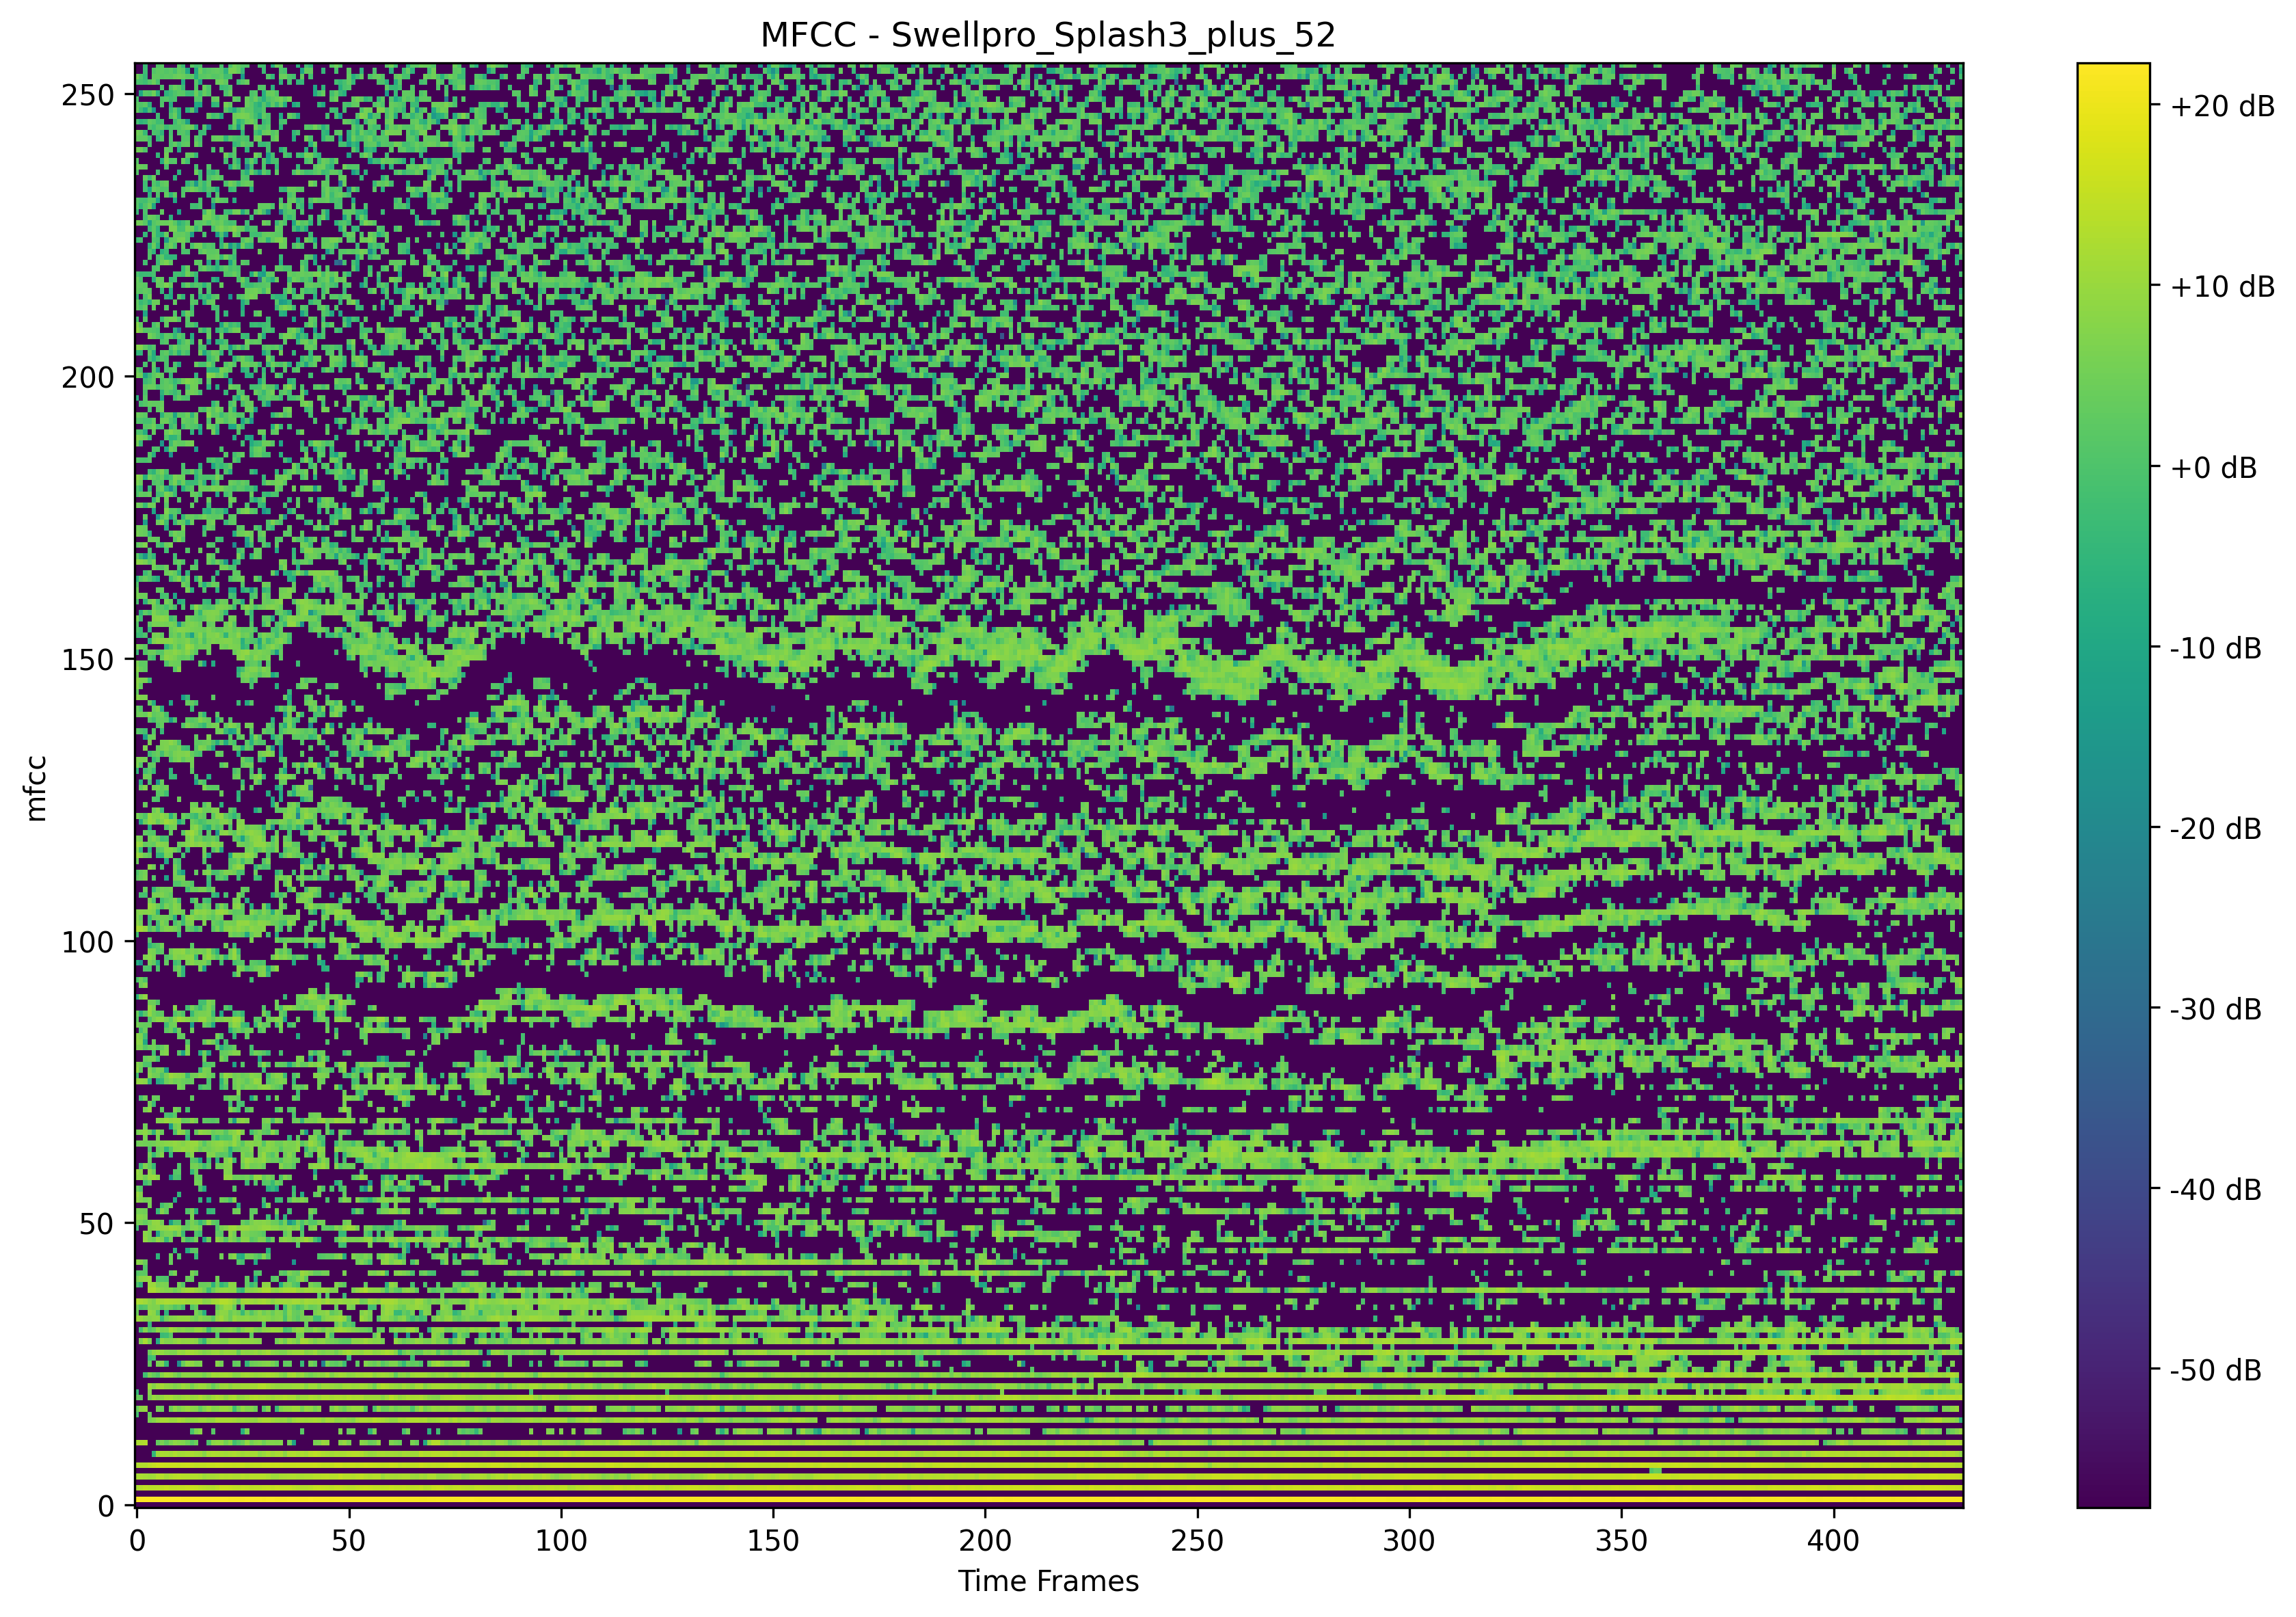 MFCC - Swellpro_Splash3_plus_52
250
200
150
100
50
0
mfcc
0 50 100 150 200 250 300 350 400
Time Frames
+20 dB
+10 dB
+0 dB
-10 dB
-20 dB
-30 dB
-40 dB
-50 dB